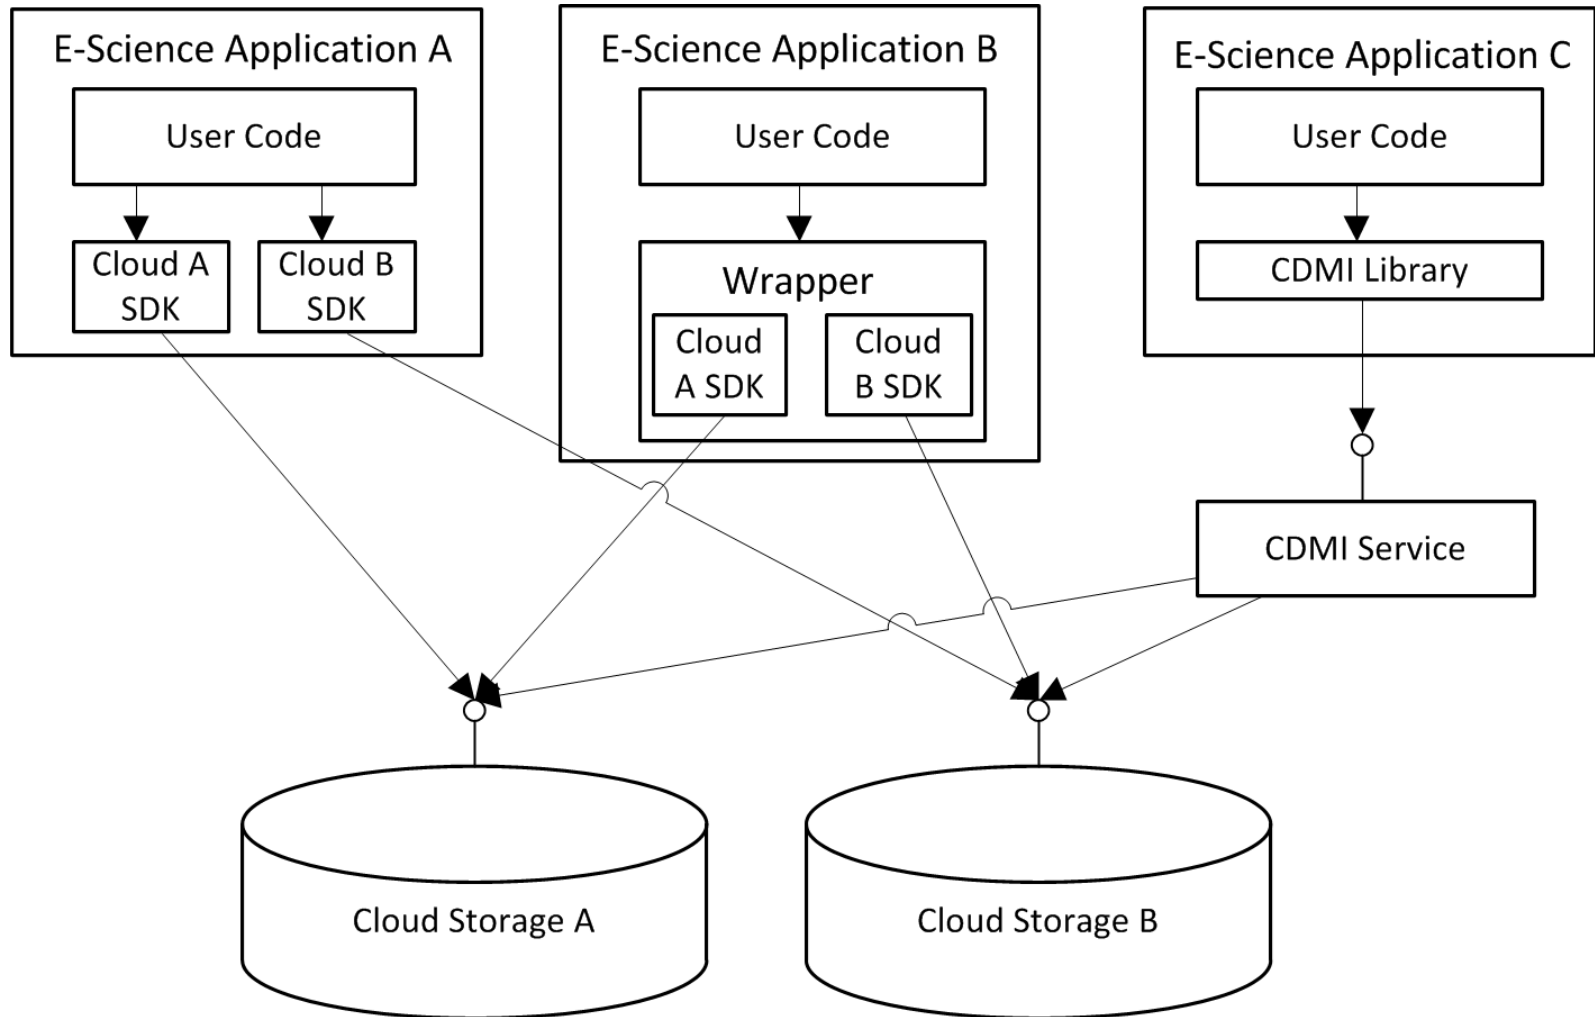 E-Science Application A
User Code
Cloud A
SDK
Cloud B
SDK
E-Science Application B
User Code
Wrapper
Cloud
A SDK
Cloud
B SDK
E-Science Application C
User Code
CDMI Library
CDMI Service
Cloud Storage A
Cloud Storage B